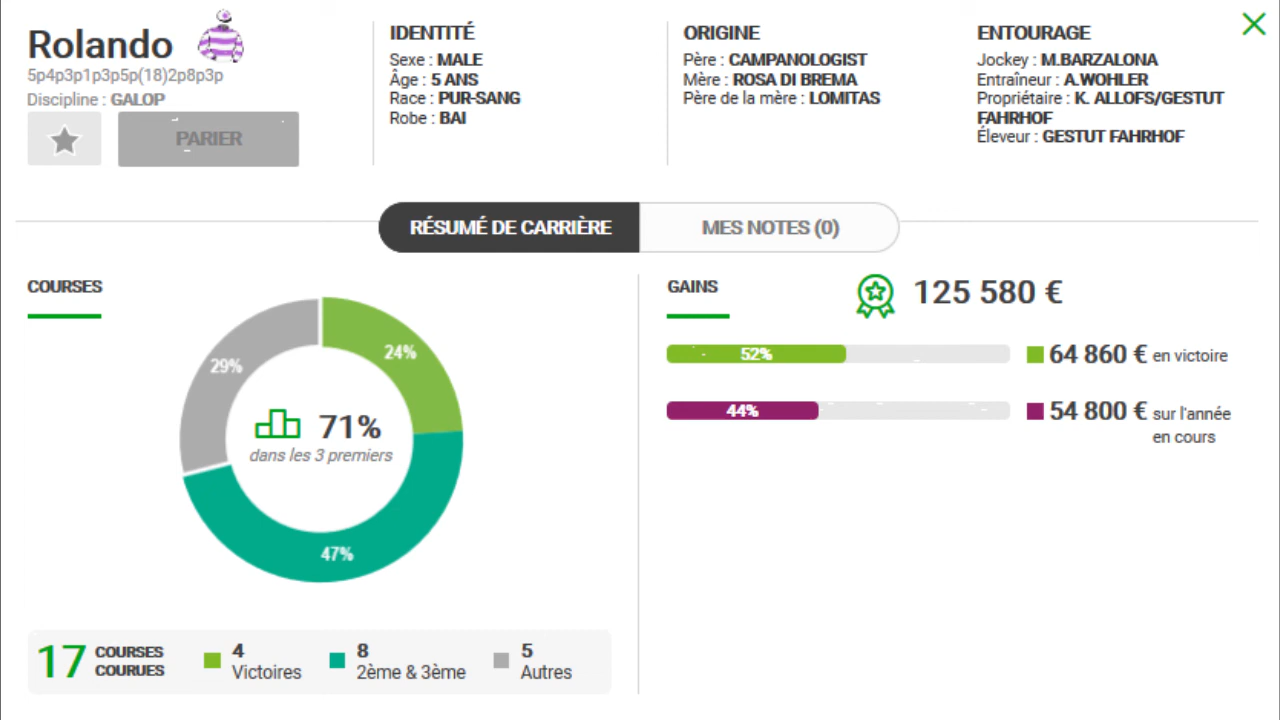 Rolando
5p4p3p1p3p5p(18)2p8p3p
Discipline : GALOP
PARIER
IDENTITÉ
Sexe : MALE
Âge : 5 ANS
Race : PUR-SANG
Robe : BAI
ORIGINE
Père : CAMPANOLOGIST
Mère : ROSA DI BREMA
Père de la mère : LOMITAS
ENTOURAGE
Jockey : M.BARZALONA
Entraîneur : A.WOHLER
Propriétaire : K. ALLOFS/GESTUT
FAHRHOF
Éleveur : GESTUT FAHRHOF
RÉSUMÉ DE CARRIÈRE
MES NOTES (0)
COURSES
24%
29%
71%
dans les 3 premiers
47%
17 COURSES
COURUES
4
Victoires
8
2ème & 3ème
5
Autres
GAINS
125 580 €
52%
64 860 € en victoire
44%
54 800 € sur l'année
en cours